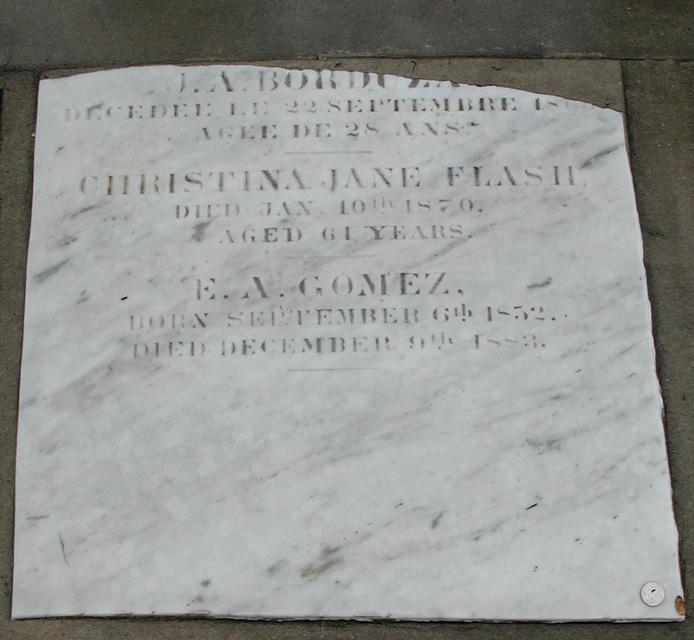 J. A. BORDUZA
DECEDEE LE 22 SEPTEMBRE
AGEE DE 28 ANS.
CHRISTINA JANE FLASH,
DIED JAN. 10th 1870.
AGED 61 YEARS.
E. A. GOMEZ,
BORN SEPTEMBER 6th 1852.
DIED DECEMBER 9th 1883.